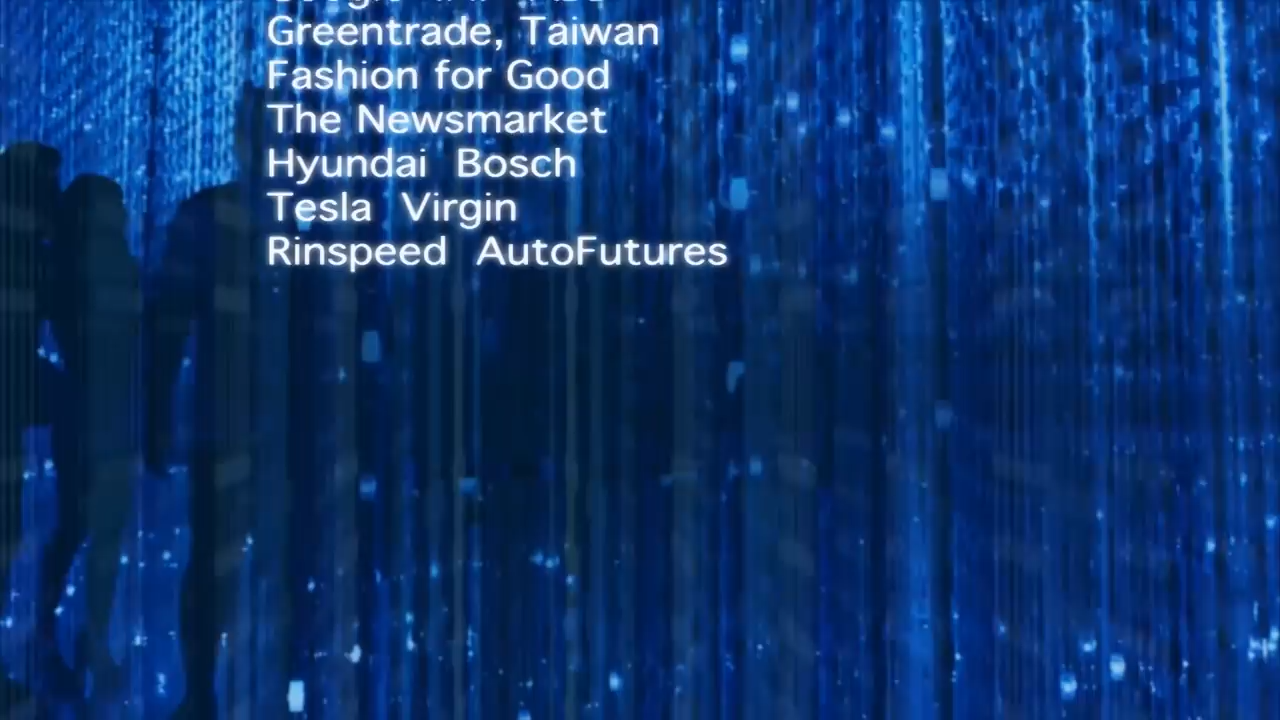 Greentrade, Taiwan
Fashion for Good
The Newsmarket
Hyundai Bosch
Tesla Virgin
Rinspeed AutoFutures